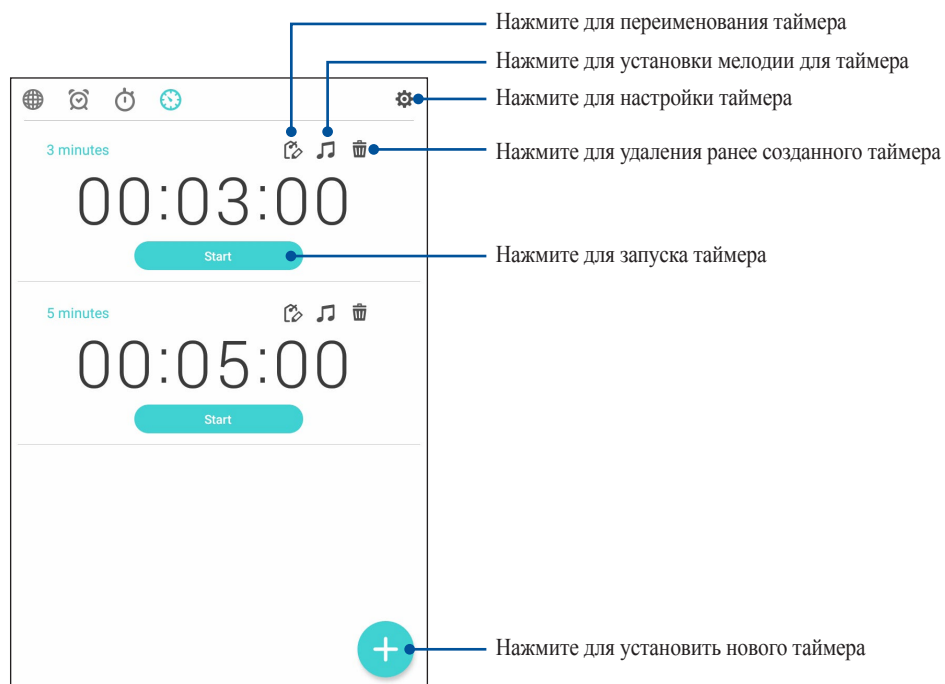 Нажмите для переименования таймера
Нажмите для установки мелодии для таймера
Нажмите для настройки таймера
3 minutes
Нажмите для удаления ранее созданного таймера
00:03:00
Start
Нажмите для запуска таймера
5 minutes
00:05:00
Start
Нажмите для установить нового таймера